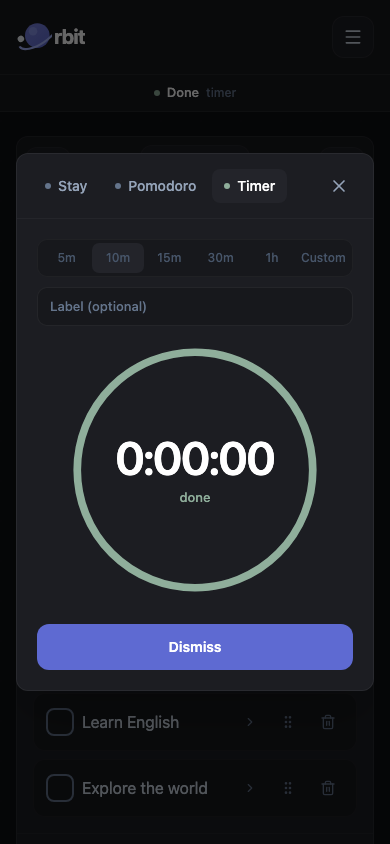 rbit
Done timer
Stay Pomodoro Timer
5m 10m 15m 30m 1h Custom
Label (optional)
0:00:00
done
Dismiss
Learn English
Explore the world